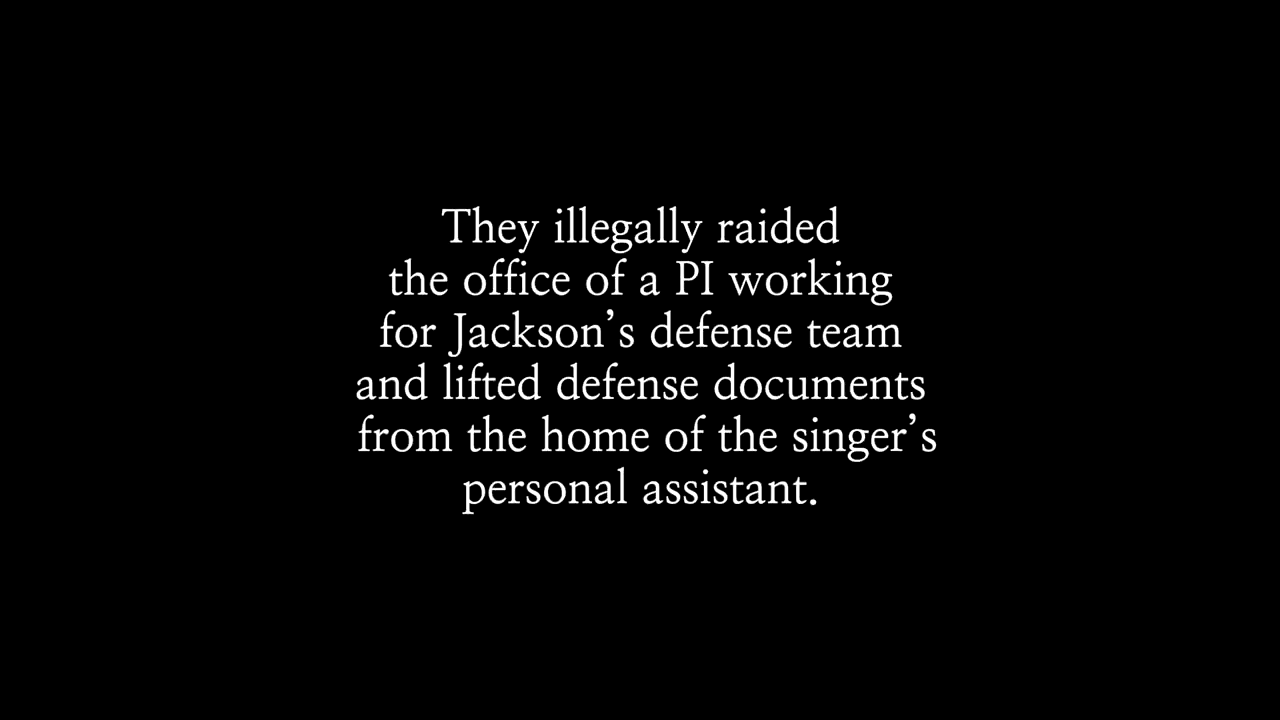 They illegally raided
the office of a PI working
for Jackson’s defense team
and lifted defense documents
from the home of the singer’s
personal assistant.